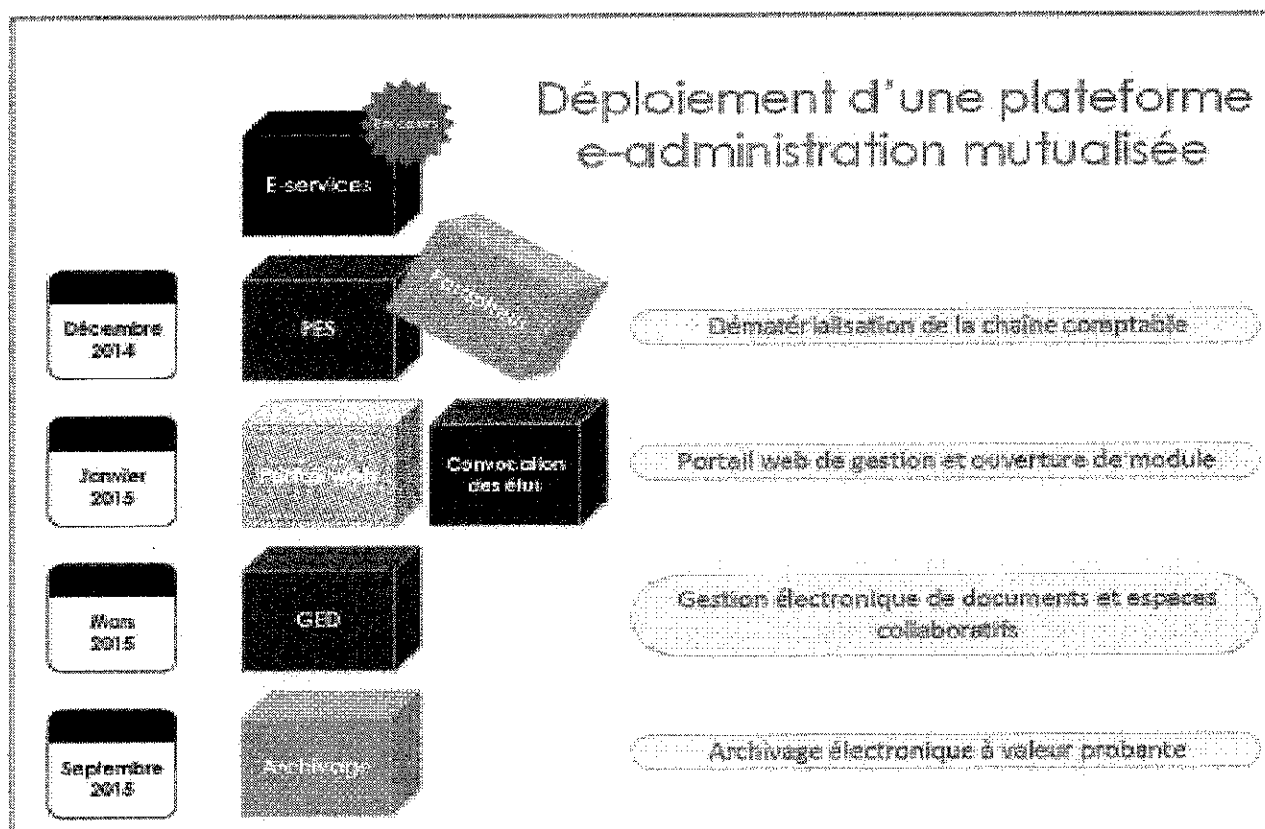 Déploiement d'une plateforme
e-administration mutualisée
E-services
Décembre
2014
PES
Dématérialisation de la chaîne comptable
Janvier
2015
Portail web
Convocation
des élus
Portail web de gestion et ouverture de module
Mars
2015
GED
Gestion électronique de documents et espaces
collaboratifs
Septembre
2015
Archivage électronique à valeur probante